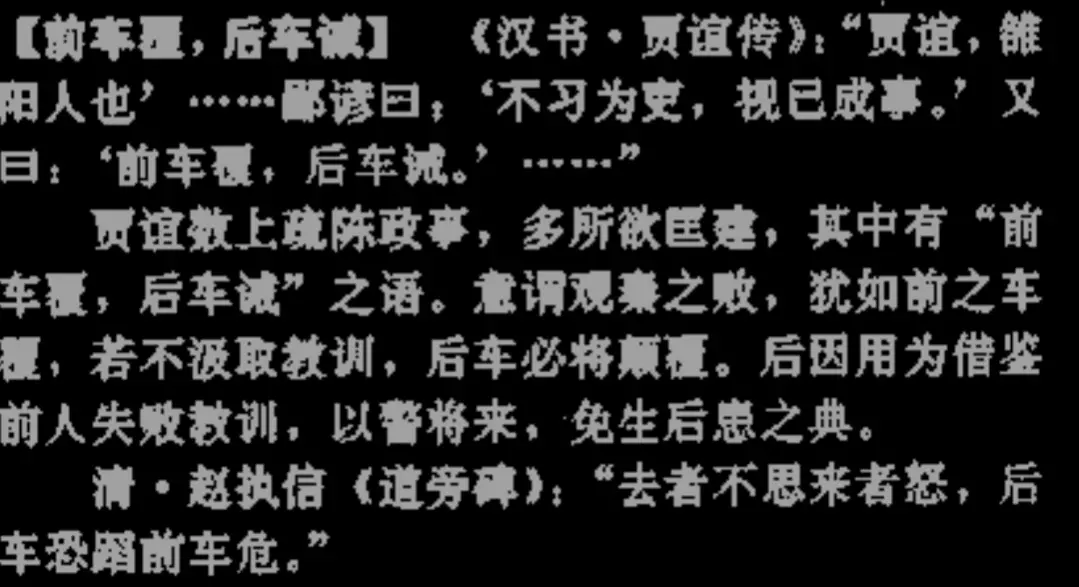 【前车覆，后车诫】　《汉书·贾谊传》：“贾谊，雒
阳人也’……鄙谚曰：‘不习为吏，视已成事。’又
曰：‘前车覆，后车诫。’……”
贾谊数上疏陈政事，多所欲匡建，其中有“前
车覆，后车诫”之语。意谓观秦之败，犹如前之车
覆，若不汲取教训，后车必将颠覆。后因用为借鉴
前人失败教训，以警将来，免生后患之典。
清·赵执信《道旁碑》：“去者不思来者怒，后
车恐蹈前车危。”